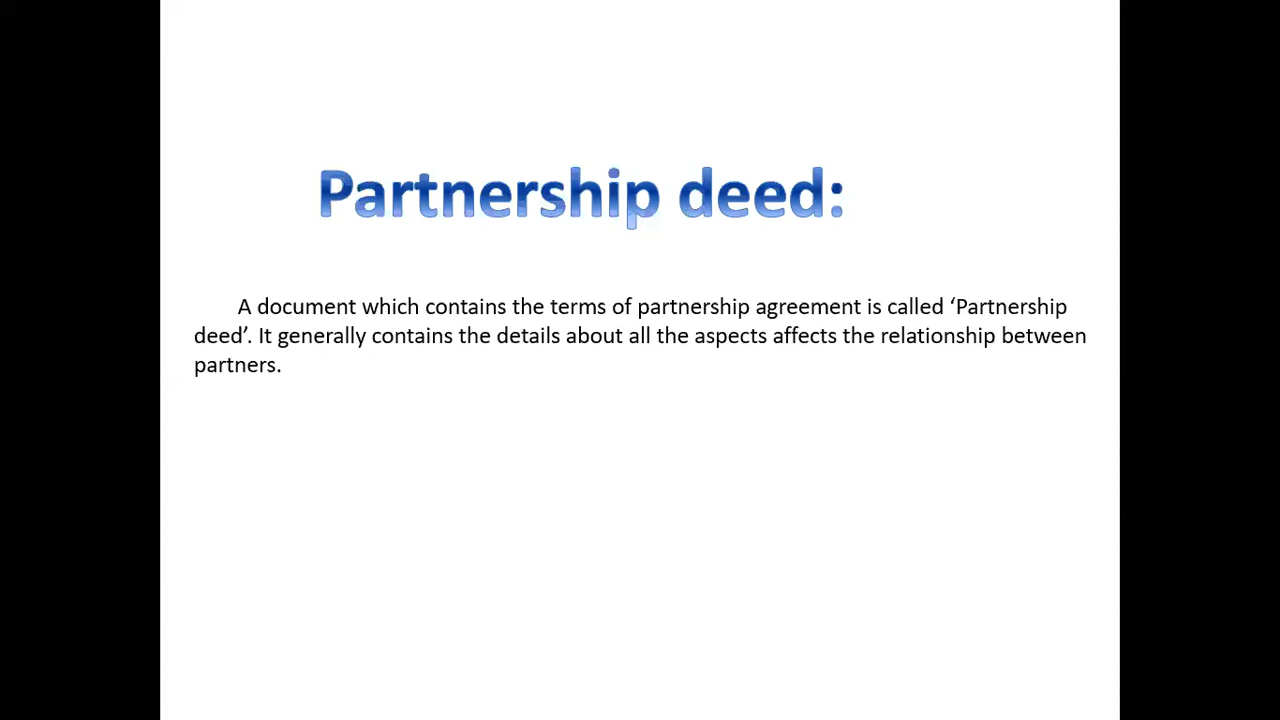 Partnership deed:
A document which contains the terms of partnership agreement is called ‘Partnership
deed’. It generally contains the details about all the aspects affects the relationship between
partners.